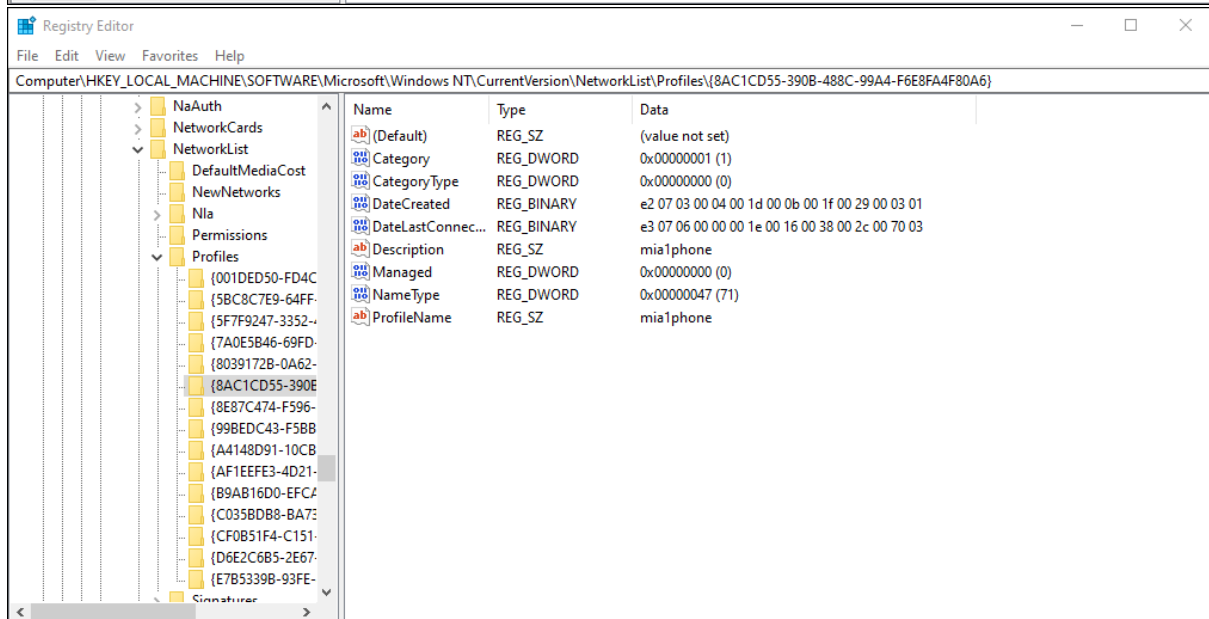 Registry Editor
File Edit View Favorites Help
Computer\HKEY_LOCAL_MACHINE\SOFTWARE\Microsoft\Windows NT\CurrentVersion\NetworkList\Profiles\{8AC1CD55-390B-488C-99A4-F6E8FA4F80A6}
NaAuth
NetworkCards
NetworkList
DefaultMediaCost
NewNetworks
Nla
Permissions
Profiles
{001DED50-FD4C
{5BC8C7E9-64FF-
{5F7F9247-3352-4
{7A0E5B46-69FD-
{8039172B-0A62-
{8AC1CD55-390B
{8E87C474-F596-
{99BEDC43-F5BB
{A4148D91-10CB
{AF1EEFE3-4D21-
{B9AB16D0-EFCA
{C035BDB8-BA73
{CF0B51F4-C151-
{D6E2C6B5-2E67-
{E7B5339B-93FE-
Signatures
Name Type Data
(Default) REG_SZ (value not set)
Category REG_DWORD 0x00000001 (1)
CategoryType REG_DWORD 0x00000000 (0)
DateCreated REG_BINARY e2 07 03 00 04 00 1d 00 0b 00 1f 00 29 00 03 01
DateLastConnec... REG_BINARY e3 07 06 00 00 00 1e 00 16 00 38 00 2c 00 70 03
Description REG_SZ mia1phone
Managed REG_DWORD 0x00000000 (0)
NameType REG_DWORD 0x00000047 (71)
ProfileName REG_SZ mia1phone